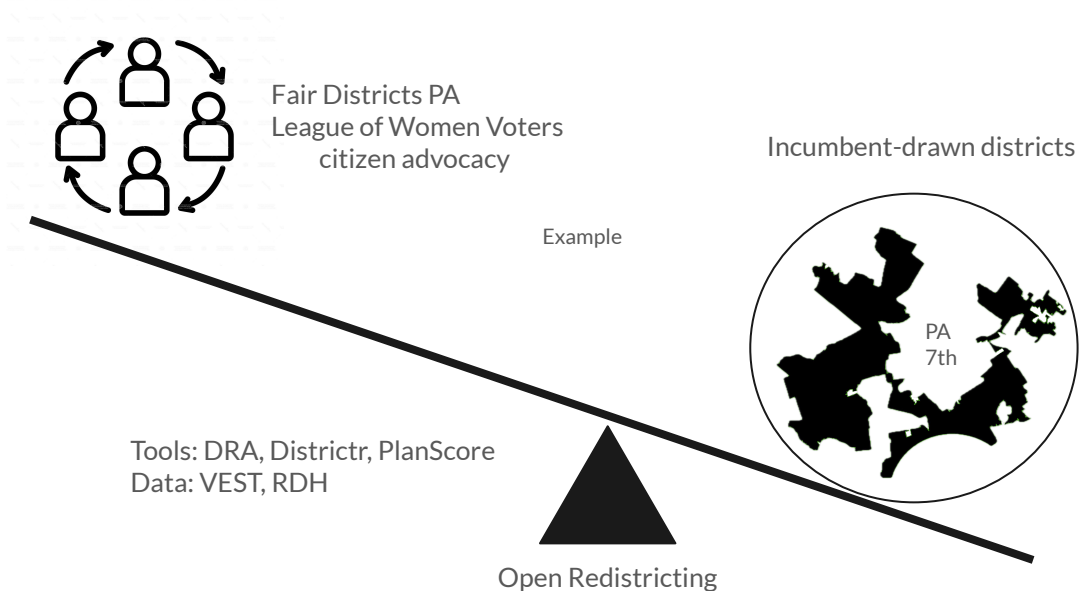 Fair Districts PA
League of Women Voters
citizen advocacy
Incumbent-drawn districts
Example
PA
7th
Tools: DRA, Districtr, PlanScore
Data: VEST, RDH
Open Redistricting